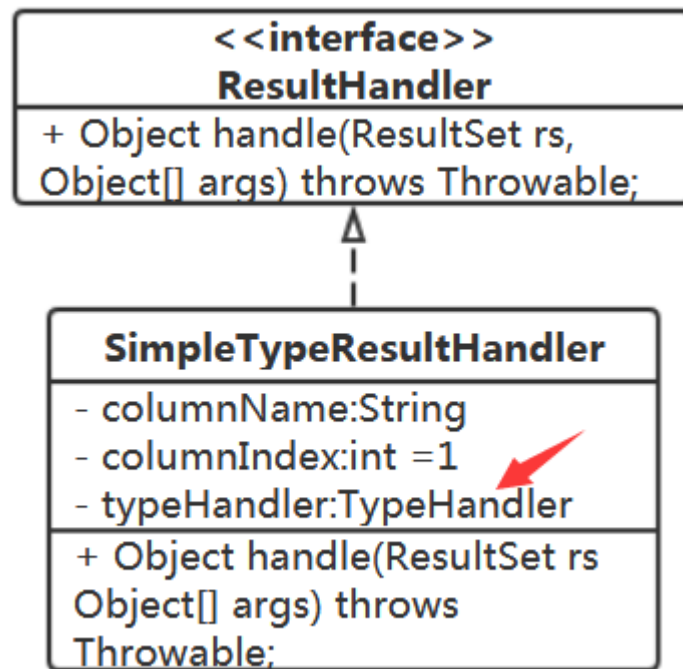 <<interface>>
ResultHandler
+ Object handle(ResultSet rs,
Object[] args) throws Throwable;
SimpleTypeResultHandler
- columnName:String
- columnIndex:int =1
- typeHandler:TypeHandler
+ Object handle(ResultSet rs
Object[] args) throws
Throwable;